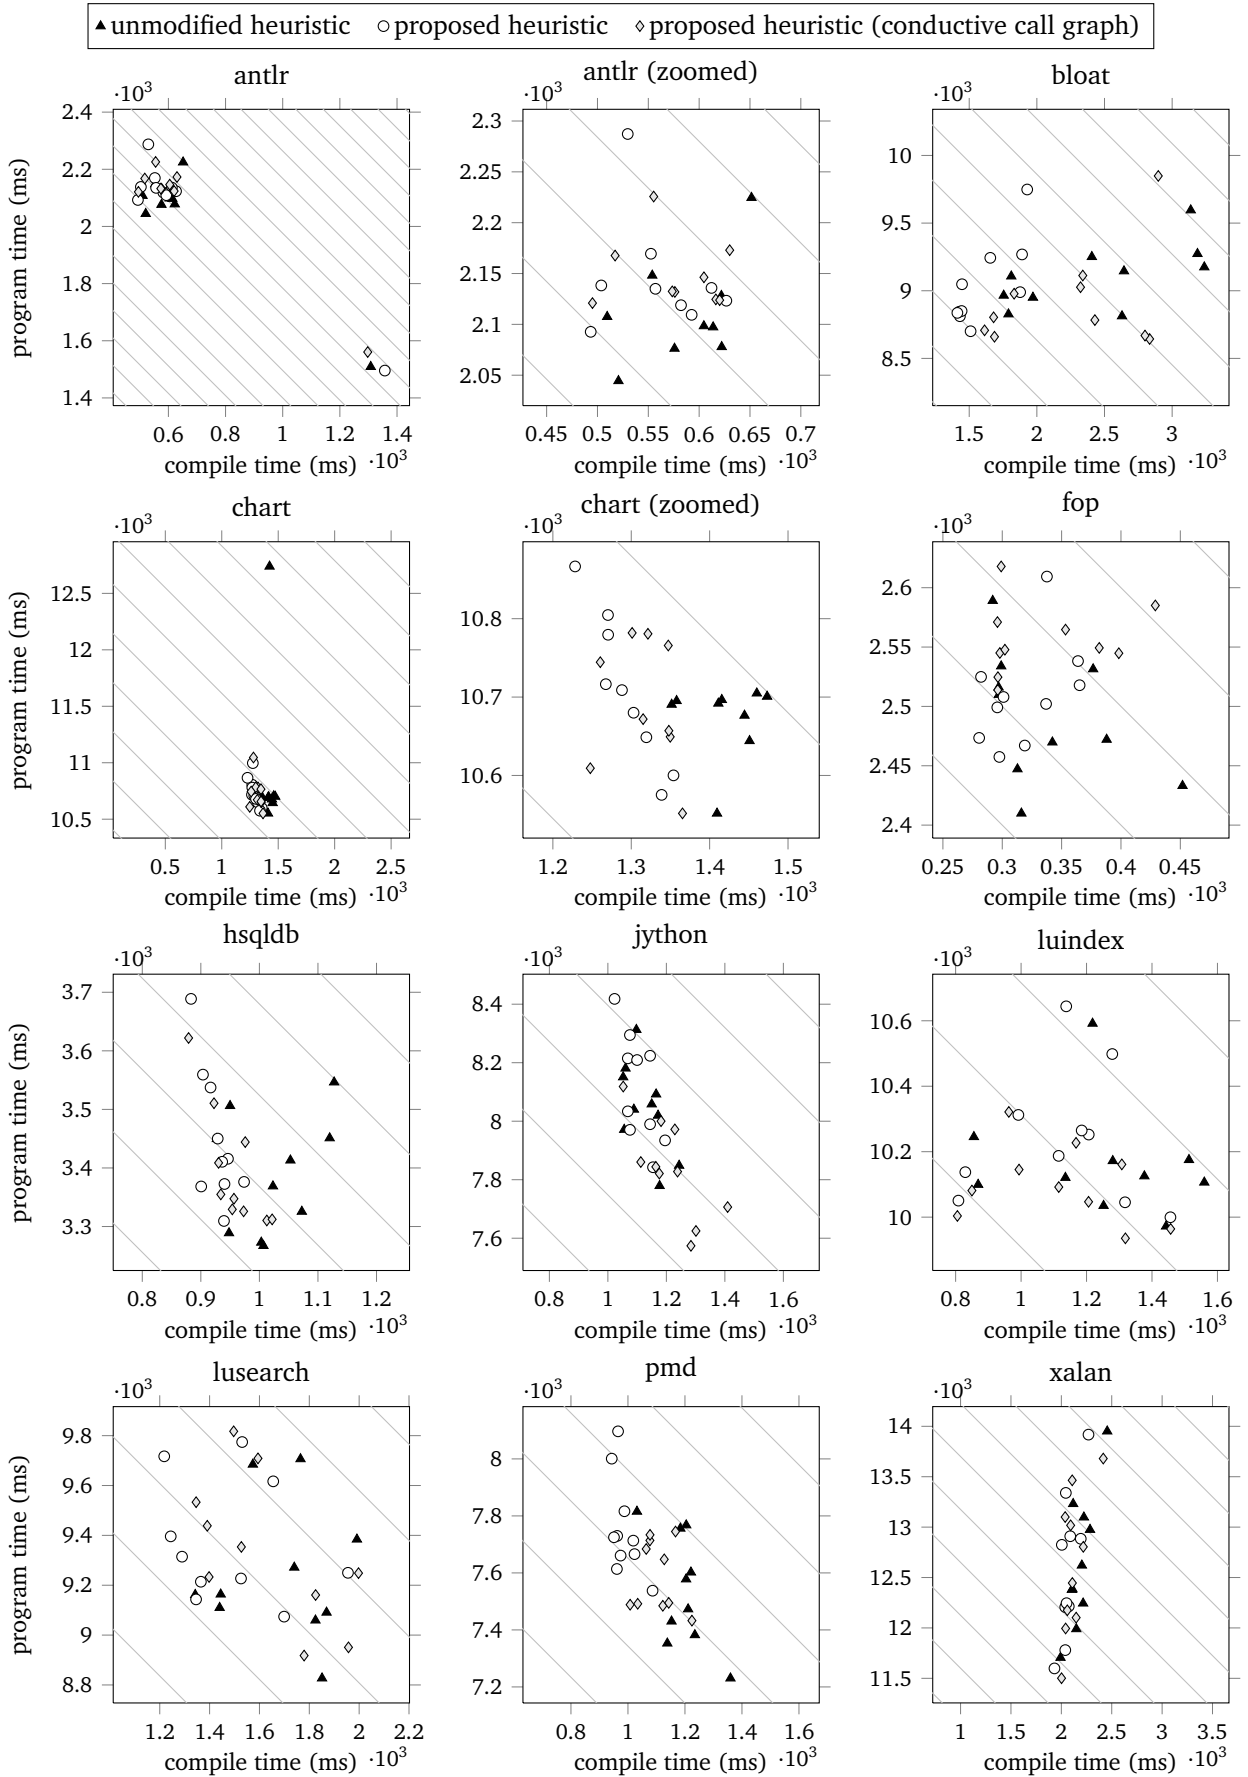 unmodified heuristic proposed heuristic proposed heuristic (conductive call graph)
antlr
·10³
2.4
2.2
2
1.8
1.6
1.4
program time (ms)
0.6 0.8 1 1.2 1.4
compile time (ms) ·10³
antlr (zoomed)
·10³
2.3
2.25
2.2
2.15
2.1
2.05
0.45 0.5 0.55 0.6 0.65 0.7
compile time (ms) ·10³
bloat
·10³
10
9.5
9
8.5
1.5 2 2.5 3
compile time (ms) ·10³
chart
·10³
12.5
12
11.5
11
10.5
program time (ms)
0.5 1 1.5 2 2.5
compile time (ms) ·10³
chart (zoomed)
·10³
10.8
10.7
10.6
1.2 1.3 1.4 1.5
compile time (ms) ·10³
fop
·10³
2.6
2.55
2.5
2.45
2.4
0.25 0.3 0.35 0.4 0.45
compile time (ms) ·10³
hsqldb
·10³
3.7
3.6
3.5
3.4
3.3
program time (ms)
0.8 0.9 1 1.1 1.2
compile time (ms) ·10³
jython
·10³
8.4
8.2
8
7.8
7.6
0.8 1 1.2 1.4 1.6
compile time (ms) ·10³
luindex
·10³
10.6
10.4
10.2
10
0.8 1 1.2 1.4 1.6
compile time (ms) ·10³
lusearch
·10³
9.8
9.6
9.4
9.2
9
8.8
program time (ms)
1.2 1.4 1.6 1.8 2 2.2
compile time (ms) ·10³
pmd
·10³
8
7.8
7.6
7.4
7.2
0.8 1 1.2 1.4 1.6
compile time (ms) ·10³
xalan
·10³
14
13.5
13
12.5
12
11.5
1 1.5 2 2.5 3 3.5
compile time (ms) ·10³